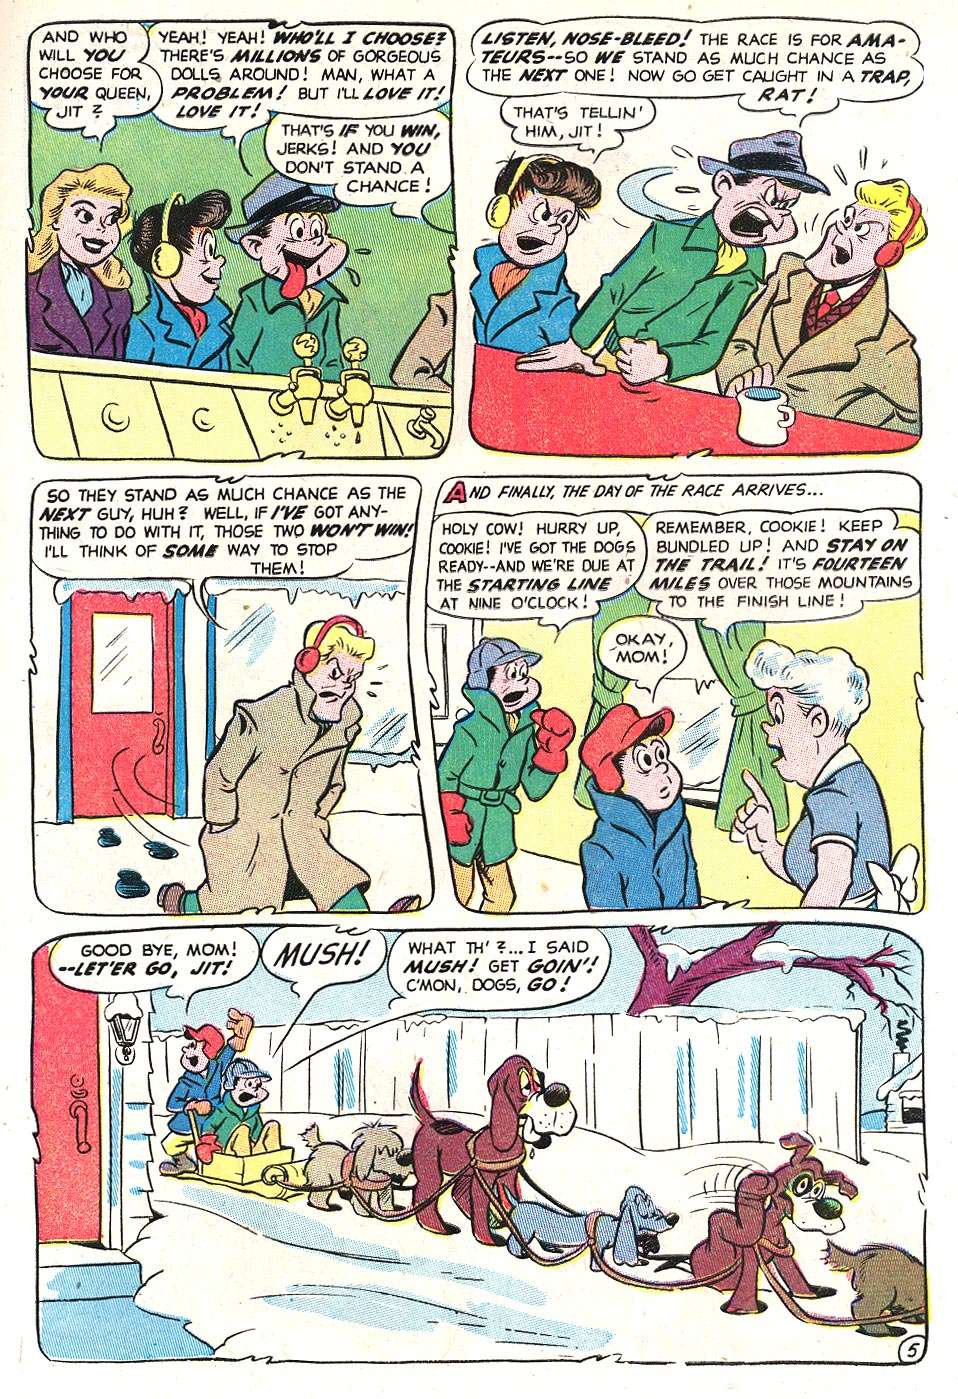 AND WHO
WILL YOU
CHOOSE FOR
YOUR QUEEN,
JIT?
YEAH! YEAH! WHO'LL I CHOOSE?
THERE'S MILLIONS OF GORGEOUS
DOLLS AROUND! MAN, WHAT A
PROBLEM! BUT I'LL LOVE IT!
LOVE IT!
THAT'S IF YOU WIN,
JERKS! AND YOU
DON'T STAND A
CHANCE!
LISTEN, NOSE-BLEED! THE RACE IS FOR AMA-
TEURS--SO WE STAND AS MUCH CHANCE AS
THE NEXT ONE! NOW GO GET CAUGHT IN A TRAP,
RAT!
THAT'S TELLIN'
HIM, JIT!
SO THEY STAND AS MUCH CHANCE AS THE
NEXT GUY, HUH? WELL, IF I'VE GOT ANY-
THING TO DO WITH IT, THOSE TWO WON'T WIN!
I'LL THINK OF SOME WAY TO STOP
THEM!
AND FINALLY, THE DAY OF THE RACE ARRIVES...
HOLY COW! HURRY UP,
COOKIE! I'VE GOT THE DOGS
READY--AND WE'RE DUE AT
THE STARTING LINE
AT NINE O'CLOCK!
REMEMBER, COOKIE! KEEP
BUNDLED UP! AND STAY ON
THE TRAIL! IT'S FOURTEEN
MILES OVER THOSE MOUNTAINS
TO THE FINISH LINE!
OKAY,
MOM!
GOOD BYE, MOM!
--LET'ER GO, JIT!
MUSH!
WHAT TH'?...I SAID
MUSH! GET GOIN'!
C'MON, DOGS, GO!
5